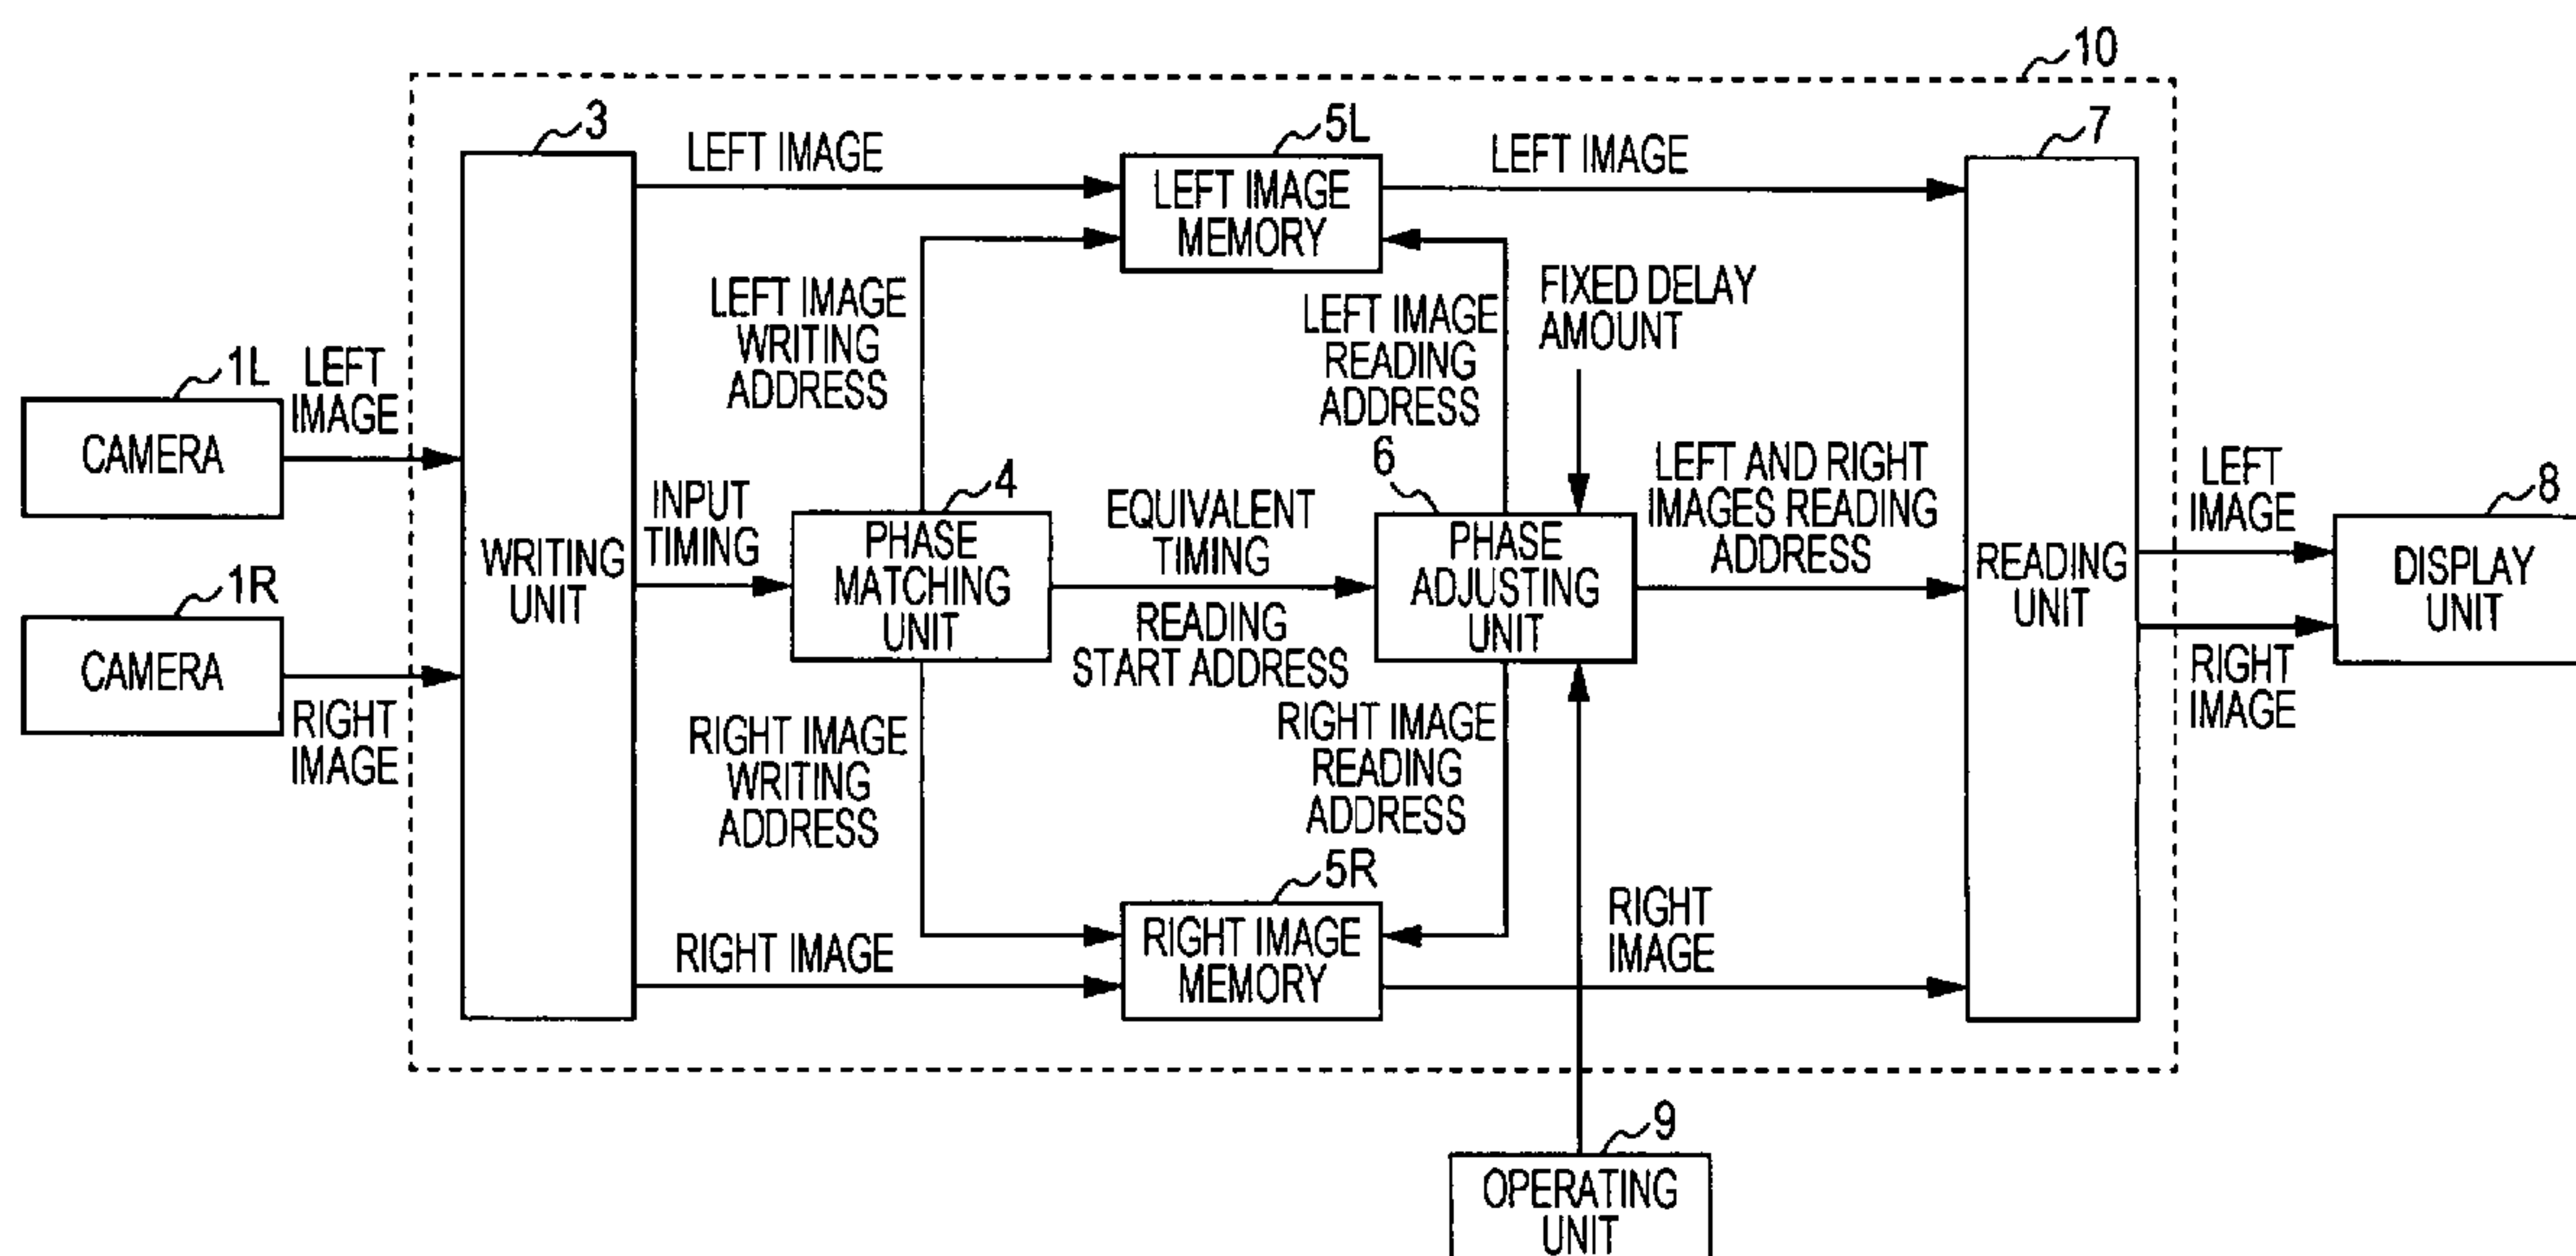 10
3
5L
7
LEFT IMAGE
LEFT IMAGE
LEFT IMAGE
MEMORY
LEFT IMAGE
WRITING
ADDRESS
LEFT IMAGE
READING
ADDRESS
FIXED DELAY
AMOUNT
1L
LEFT
IMAGE
CAMERA
1R
CAMERA
RIGHT
IMAGE
WRITING
UNIT
INPUT
TIMING
4
PHASE
MATCHING
UNIT
EQUIVALENT
TIMING
READING
START ADDRESS
6
PHASE
ADJUSTING
UNIT
LEFT AND RIGHT
IMAGES READING
ADDRESS
READING
UNIT
LEFT
IMAGE
RIGHT
IMAGE
8
DISPLAY
UNIT
RIGHT IMAGE
WRITING
ADDRESS
RIGHT IMAGE
READING
ADDRESS
5R
RIGHT IMAGE
RIGHT IMAGE
MEMORY
RIGHT
IMAGE
9
OPERATING
UNIT